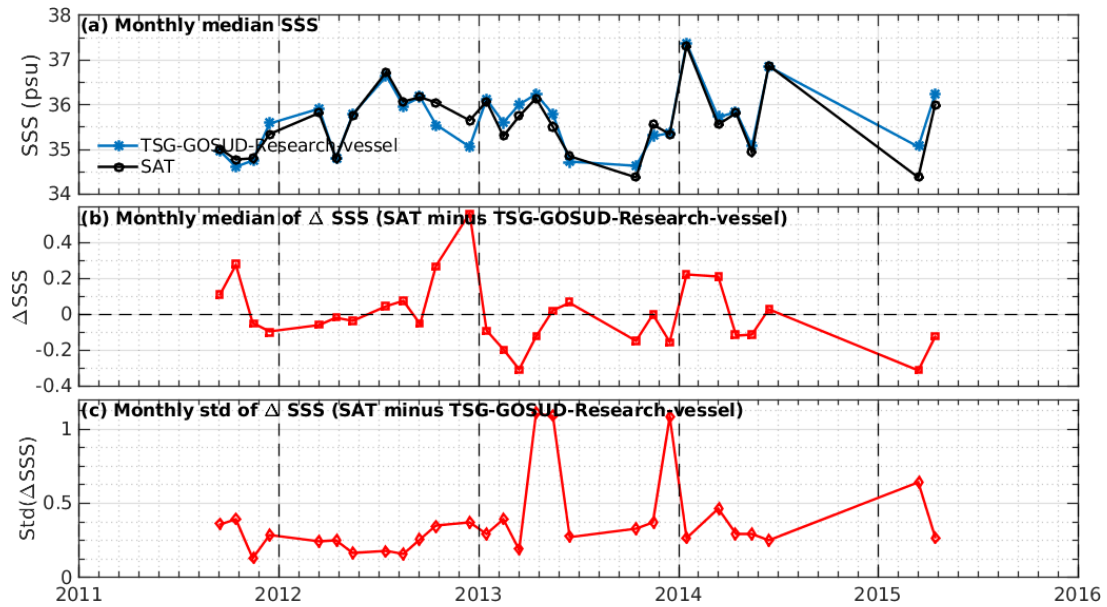 (a) Monthly median SSS
38
37
36
35
34
SSS (psu)
TSG-GOSUD-Research-vessel
SAT
(b) Monthly median of Δ SSS (SAT minus TSG-GOSUD-Research-vessel)
0.4
0.2
0
-0.2
-0.4
ΔSSS
(c) Monthly std of Δ SSS (SAT minus TSG-GOSUD-Research-vessel)
1
0.5
0
Std(ΔSSS)
2011 2012 2013 2014 2015 2016